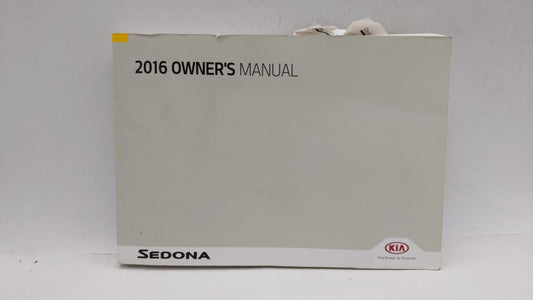 2016 OWNER'S MANUAL
SEDONA
KIA
The Power to Surprise